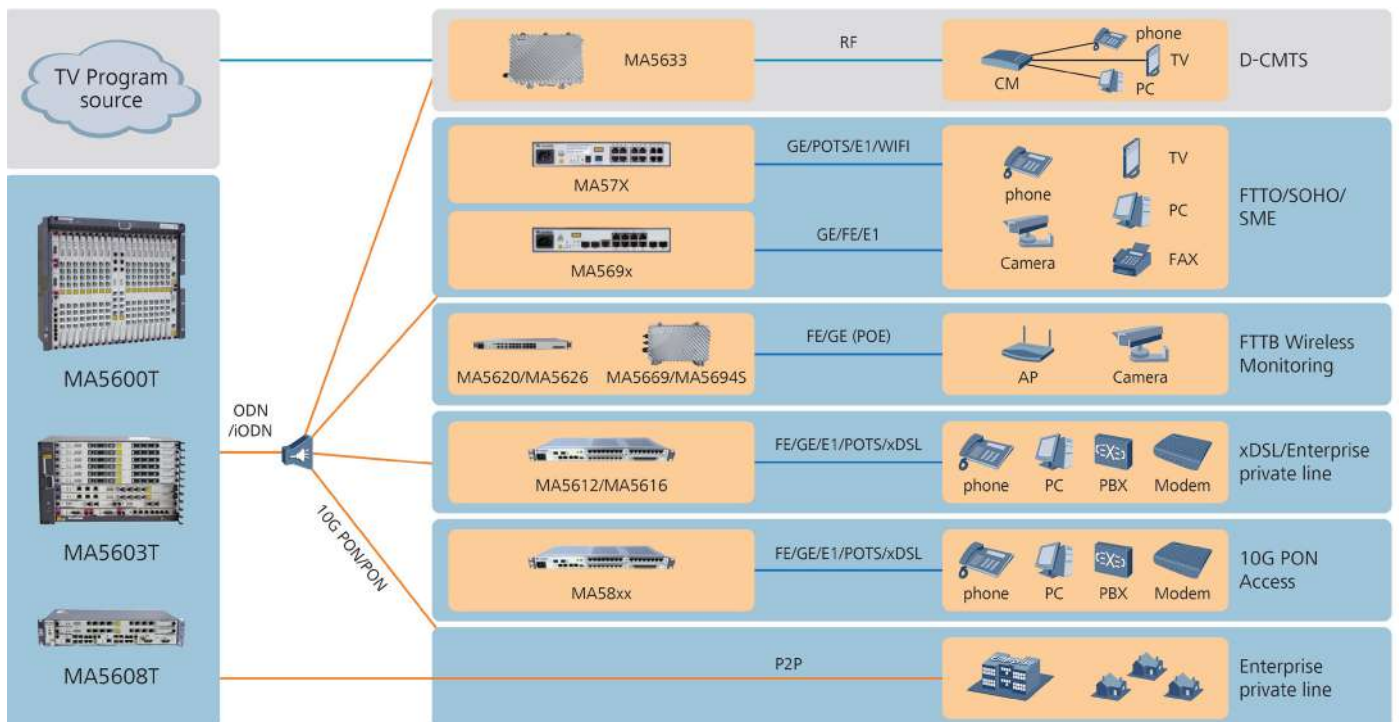 TV Program
source
MA5600T
MA5603T
MA5608T
ODN
/iODN
10G PON/PON
MA5633
RF
CM
phone
TV
PC
D-CMTS
MA57X
GE/POTS/E1/WIFI
MA569x
GE/FE/E1
phone
TV
PC
Camera
FAX
FTTO/SOHO/
SME
MA5620/MA5626
MA5669/MA5694S
FE/GE (POE)
AP
Camera
FTTB Wireless
Monitoring
MA5612/MA5616
FE/GE/E1/POTS/xDSL
phone
PC
PBX
Modem
xDSL/Enterprise
private line
MA58xx
FE/GE/E1/POTS/xDSL
phone
PC
PBX
Modem
10G PON
Access
P2P
Enterprise
private line